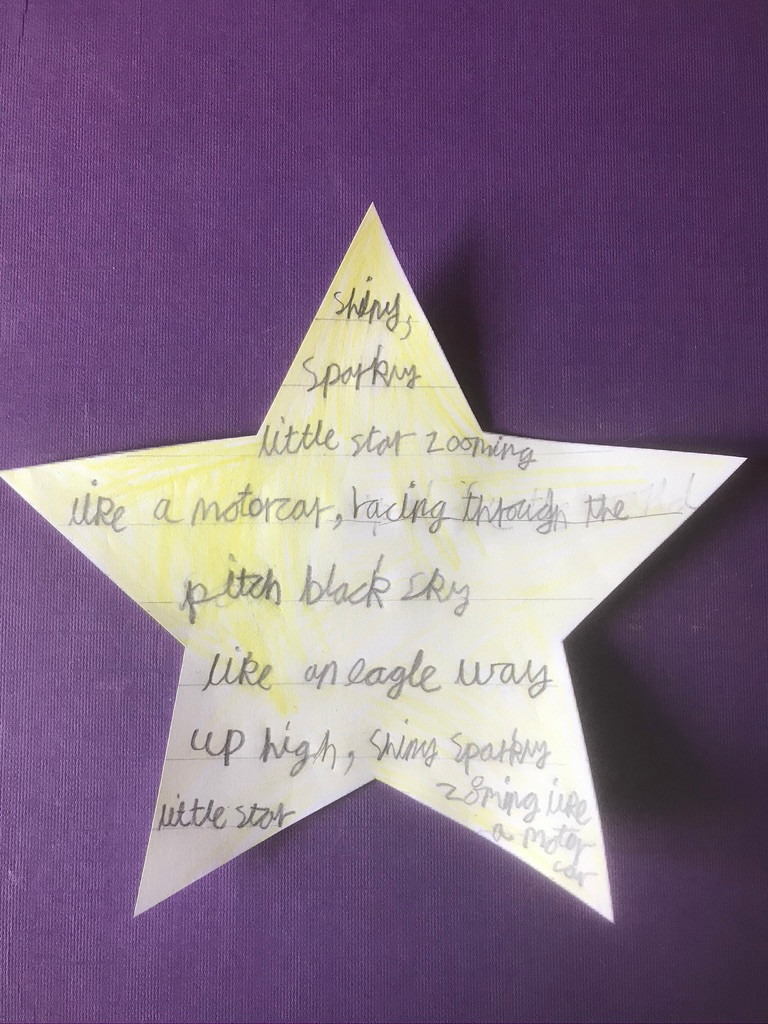 shiny,
sparkly
little star zooming
like a motorcar, racing through the
pitch black sky
like an eagle way
up high, shiny sparkly
little star
zooming like
a motor
car